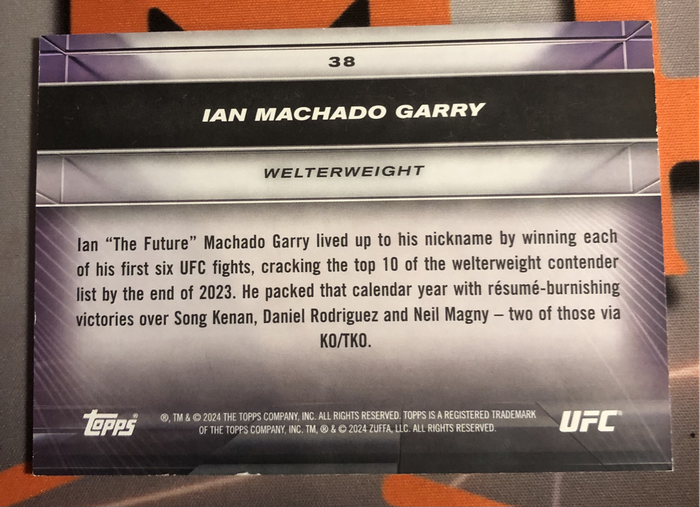 38
IAN MACHADO GARRY
WELTERWEIGHT
Ian “The Future” Machado Garry lived up to his nickname by winning each
of his first six UFC fights, cracking the top 10 of the welterweight contender
list by the end of 2023. He packed that calendar year with résumé-burnishing
victories over Song Kenan, Daniel Rodriguez and Neil Magny – two of those via
KO/TKO.
Topps®
®, TM & © 2024 THE TOPPS COMPANY, INC. ALL RIGHTS RESERVED. TOPPS IS A REGISTERED TRADEMARK
OF THE TOPPS COMPANY, INC. TM, ® & © 2024 ZUFFA, LLC. ALL RIGHTS RESERVED.
UFC®